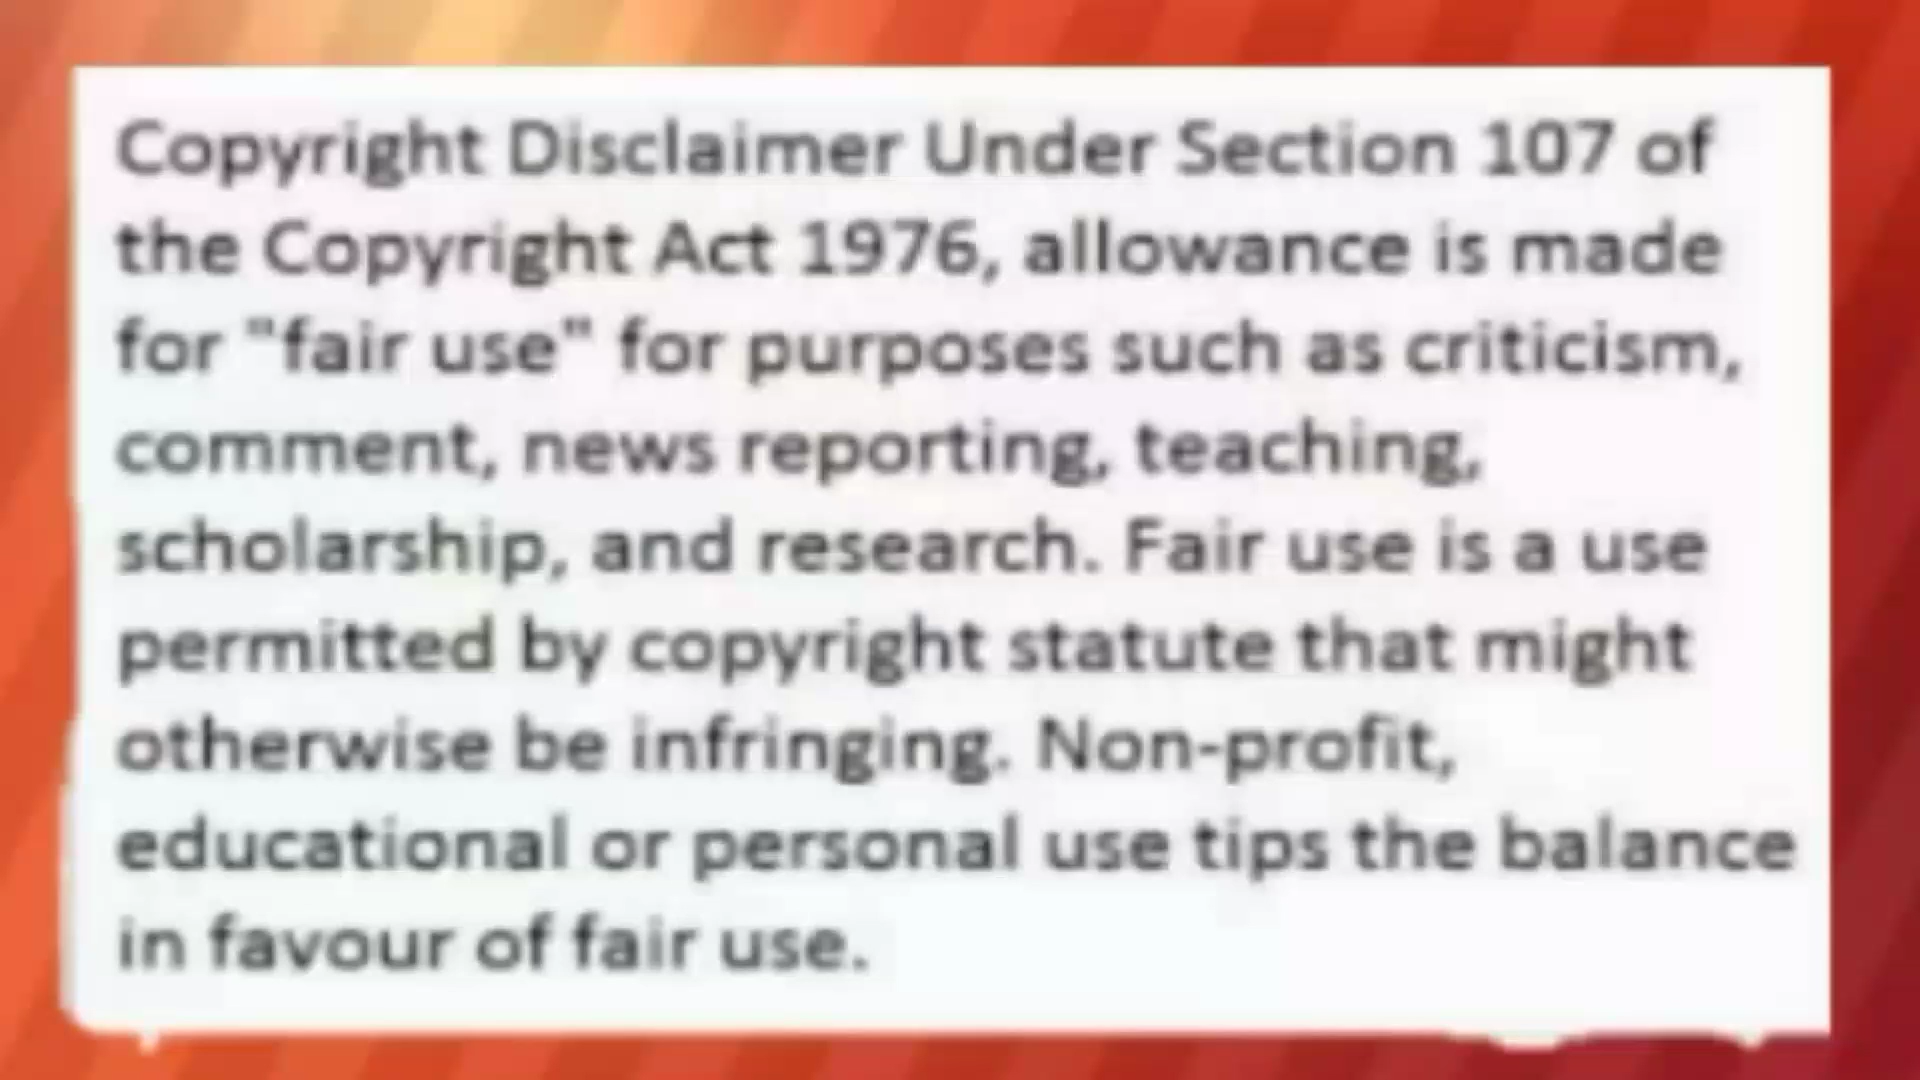 Copyright Disclaimer Under Section 107 of
the Copyright Act 1976, allowance is made
for "fair use" for purposes such as criticism,
comment, news reporting, teaching,
scholarship, and research. Fair use is a use
permitted by copyright statute that might
otherwise be infringing. Non-profit,
educational or personal use tips the balance
in favour of fair use.